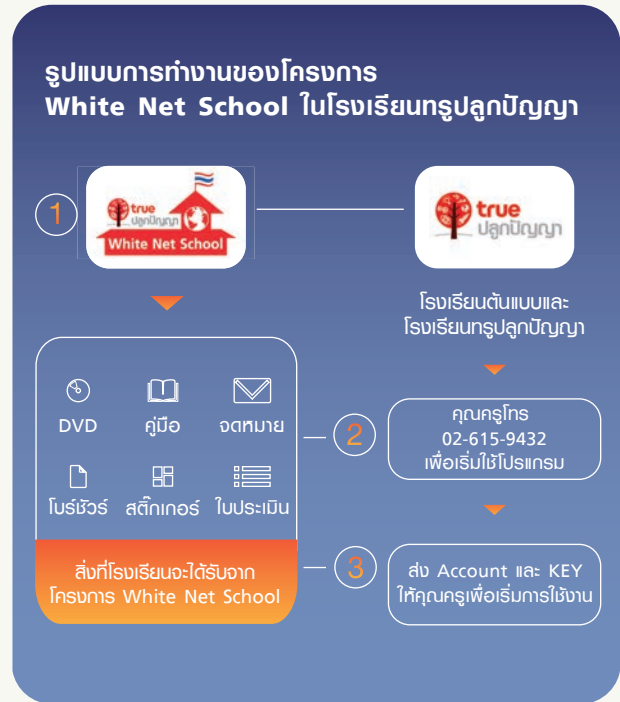 รูปแบบการทำงานของโครงการ
White Net School ในโรงเรียนทรูปลูกปัญญา
1
true
ปลูกปัญญา
White Net School
true
ปลูกปัญญา
โรงเรียนต้นแบบและ
โรงเรียนทรูปลูกปัญญา
DVD
คู่มือ
จดหมาย
โบร์ชัวร์
สติ๊กเกอร์
ใบประเมิน
สิ่งที่โรงเรียนจะได้รับจาก
โครงการ White Net School
2
คุณครูโทร
02-615-9432
เพื่อเริ่มใช้โปรแกรม
3
ส่ง Account และ KEY
ให้คุณครูเพื่อเริ่มการใช้งาน